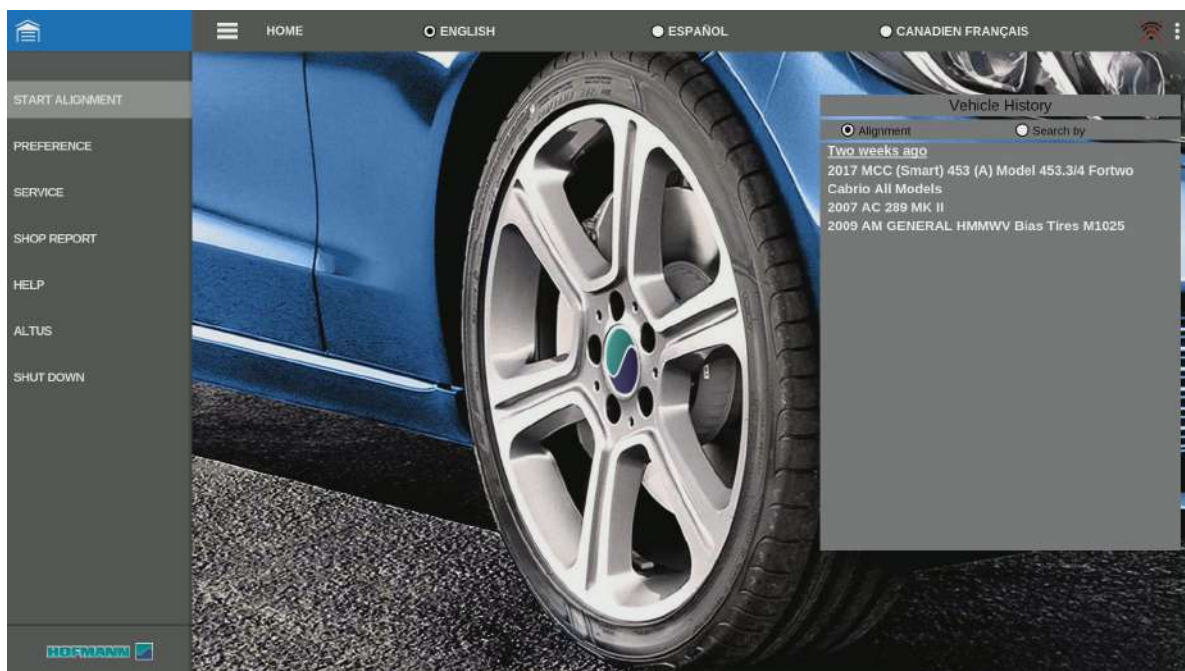 HOME
ENGLISH
ESPAÑOL
CANADIEN FRANÇAIS
START ALIGNMENT
PREFERENCE
SERVICE
SHOP REPORT
HELP
ALTUS
SHUT DOWN
HOFMANN
Vehicle History
Alignment
Search by
Two weeks ago
2017 MCC (Smart) 453 (A) Model 453.3/4 Fortwo
Cabrio All Models
2007 AC 289 MK II
2009 AM GENERAL HMMWV Bias Tires M1025